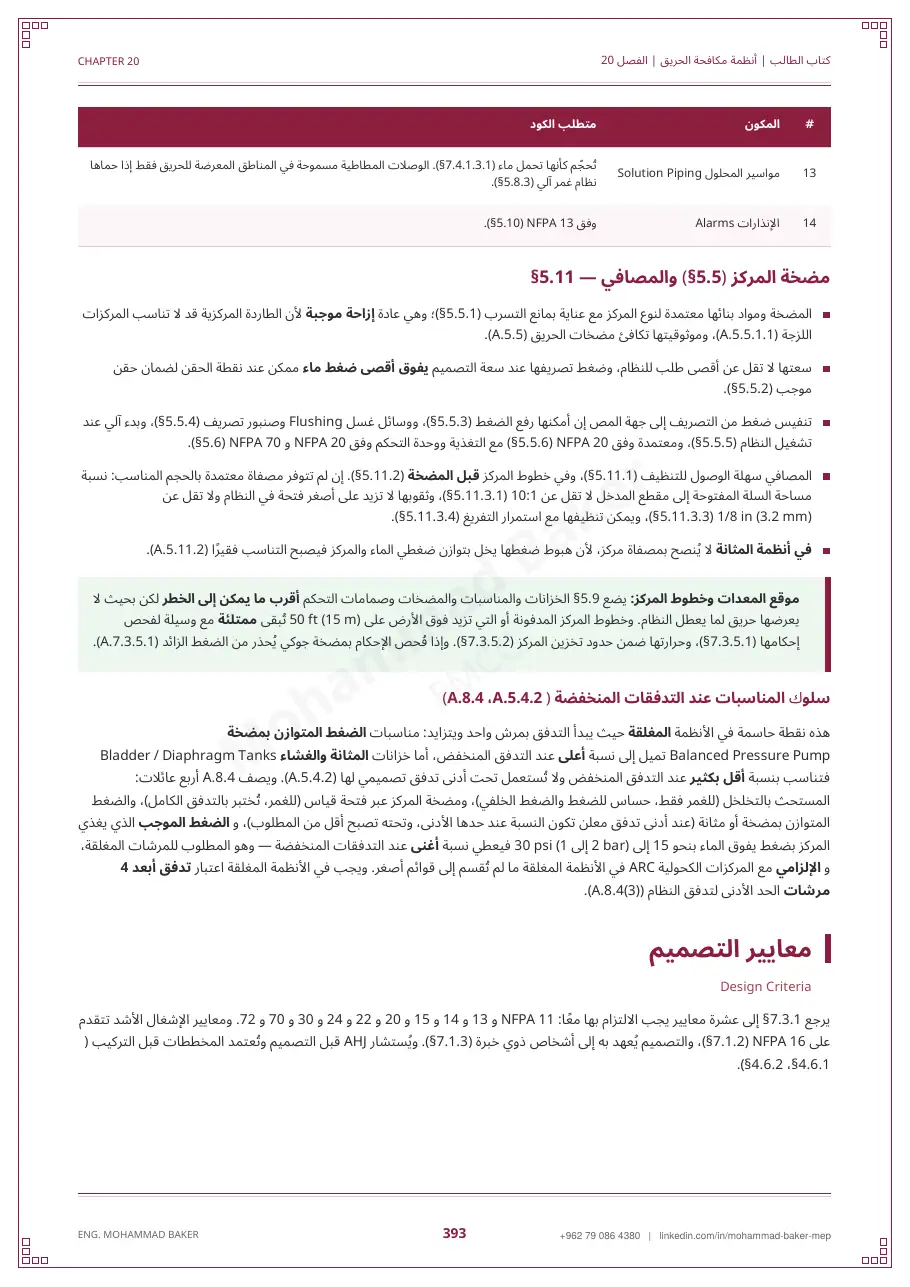 كتاب الطالب | أنظمة مكافحة الحريق | الفصل 20
CHAPTER 20
# المكون متطلب الكود
13 مواسير المحلول Solution Piping تُحجّم كأنها تحمل ماء (§7.4.1.3.1). الوصلات المطاطية مسموحة في المناطق المعرضة للحريق فقط إذا حماها
نظام غمر آلي (§5.8.3).
14 الإنذارات Alarms وفق NFPA 13 (§5.10).
مضخة المركز (§5.5) والمصافي — §5.11
المضخة ومواد بنائها معتمدة لنوع المركز مع عناية بمانع التسرب (§5.5.1)؛ وهي عادة إزاحة موجبة لأن الطاردة المركزية قد لا تناسب المركزات
اللزجة (A.5.5.1.1)، وموثوقيتها تكافئ مضخات الحريق (A.5.5).
سعتها لا تقل عن أقصى طلب للنظام، وضغط تصريفها عند سعة التصميم يفوق أقصى ضغط ماء ممكن عند نقطة الحقن لضمان حقن
موجب (§5.5.2).
تنفيس ضغط من التصريف إلى جهة المص إن أمكنها رفع الضغط (§5.5.3)، ووسائل غسل Flushing وصنبور تصريف (§5.5.4)، وبدء آلي عند
تشغيل النظام (§5.5.5)، ومعتمدة وفق NFPA 20 (§5.5.6) مع التغذية ووحدة التحكم وفق NFPA 20 و NFPA 70 (§5.6).
المصافي سهلة الوصول للتنظيف (§5.11.1)، وفي خطوط المركز قبل المضخة (§5.11.2). إن لم تتوفر مصفاة معتمدة بالحجم المناسب: نسبة
مساحة السلة المفتوحة إلى مقطع المدخل لا تقل عن 10:1 (§5.11.3.1)، وثقوبها لا تزيد على أصغر فتحة في النظام ولا تقل عن
1/8 in (3.2 mm) (§5.11.3.3)، ويمكن تنظيفها مع استمرار التفريغ (§5.11.3.4).
في أنظمة المثانة لا يُنصح بمصفاة مركز، لأن هبوط ضغطها يخل بتوازن ضغطي الماء والمركز فيصبح التناسب فقيرًا (A.5.11.2).
موقع المعدات وخطوط المركز: يضع §5.9 الخزانات والمناسبات والمضخات وصمامات التحكم أقرب ما يمكن إلى الخطر لكن بحيث لا
يعرضها حريق لما يعطل النظام. وخطوط المركز المدفونة أو التي تزيد فوق الأرض على 50 ft (15 m) تُبقى ممتلئة مع وسيلة لفحص
إحكامها (§7.3.5.1)، وحرارتها ضمن حدود تخزين المركز (§7.3.5.2). وإذا فُحص الإحكام بمضخة جوكي يُحذر من الضغط الزائد (A.7.3.5.1).
سلوك المناسبات عند التدفقات المنخفضة ( A.5.4.2، A.8.4)
هذه نقطة حاسمة في الأنظمة المغلقة حيث يبدأ التدفق بمرش واحد ويتزايد: مناسبات الضغط المتوازن بمضخة
Balanced Pressure Pump تميل إلى نسبة أعلى عند التدفق المنخفض، أما خزانات المثانة والغشاء Bladder / Diaphragm Tanks
فتناسب بنسبة أقل بكثير عند التدفق المنخفض ولا تُستعمل تحت أدنى تدفق تصميمي لها (A.5.4.2). ويصف A.8.4 أربع عائلات:
المستحث بالتخلخل (للغمر فقط، حساس للضغط والضغط الخلفي)، ومضخة المركز عبر فتحة قياس (للغمر، تُختبر بالتدفق الكامل)، والضغط
المتوازن بمضخة أو مثانة (عند أدنى تدفق معلن تكون النسبة عند حدها الأدنى، وتحته تصبح أقل من المطلوب)، و الضغط الموجب الذي يغذي
المركز بضغط يفوق الماء بنحو 15 إلى 30 psi (1 إلى 2 bar) فيعطي نسبة أغنى عند التدفقات المنخفضة — وهو المطلوب للمرشات المغلقة،
و الإلزامي مع المركزات الكحولية ARC في الأنظمة المغلقة ما لم تُقسم إلى قوائم أصغر. ويجب في الأنظمة المغلقة اعتبار تدفق أبعد 4
مرشات الحد الأدنى لتدفق النظام (A.8.4(3)).
معايير التصميم
Design Criteria
يرجع §7.3.1 إلى عشرة معايير يجب الالتزام بها معًا: NFPA 11 و 13 و 14 و 15 و 20 و 22 و 24 و 30 و 70 و 72. ومعايير الإشغال الأشد تتقدم
على NFPA 16 (§7.1.2)، والتصميم يُعهد به إلى أشخاص ذوي خبرة (§7.1.3). ويُستشار AHJ قبل التصميم وتُعتمد المخططات قبل التركيب (
§4.6.1، §4.6.2).
ENG. MOHAMMAD BAKER
393
+962 79 086 4380 | linkedin.com/in/mohammad-baker-mep